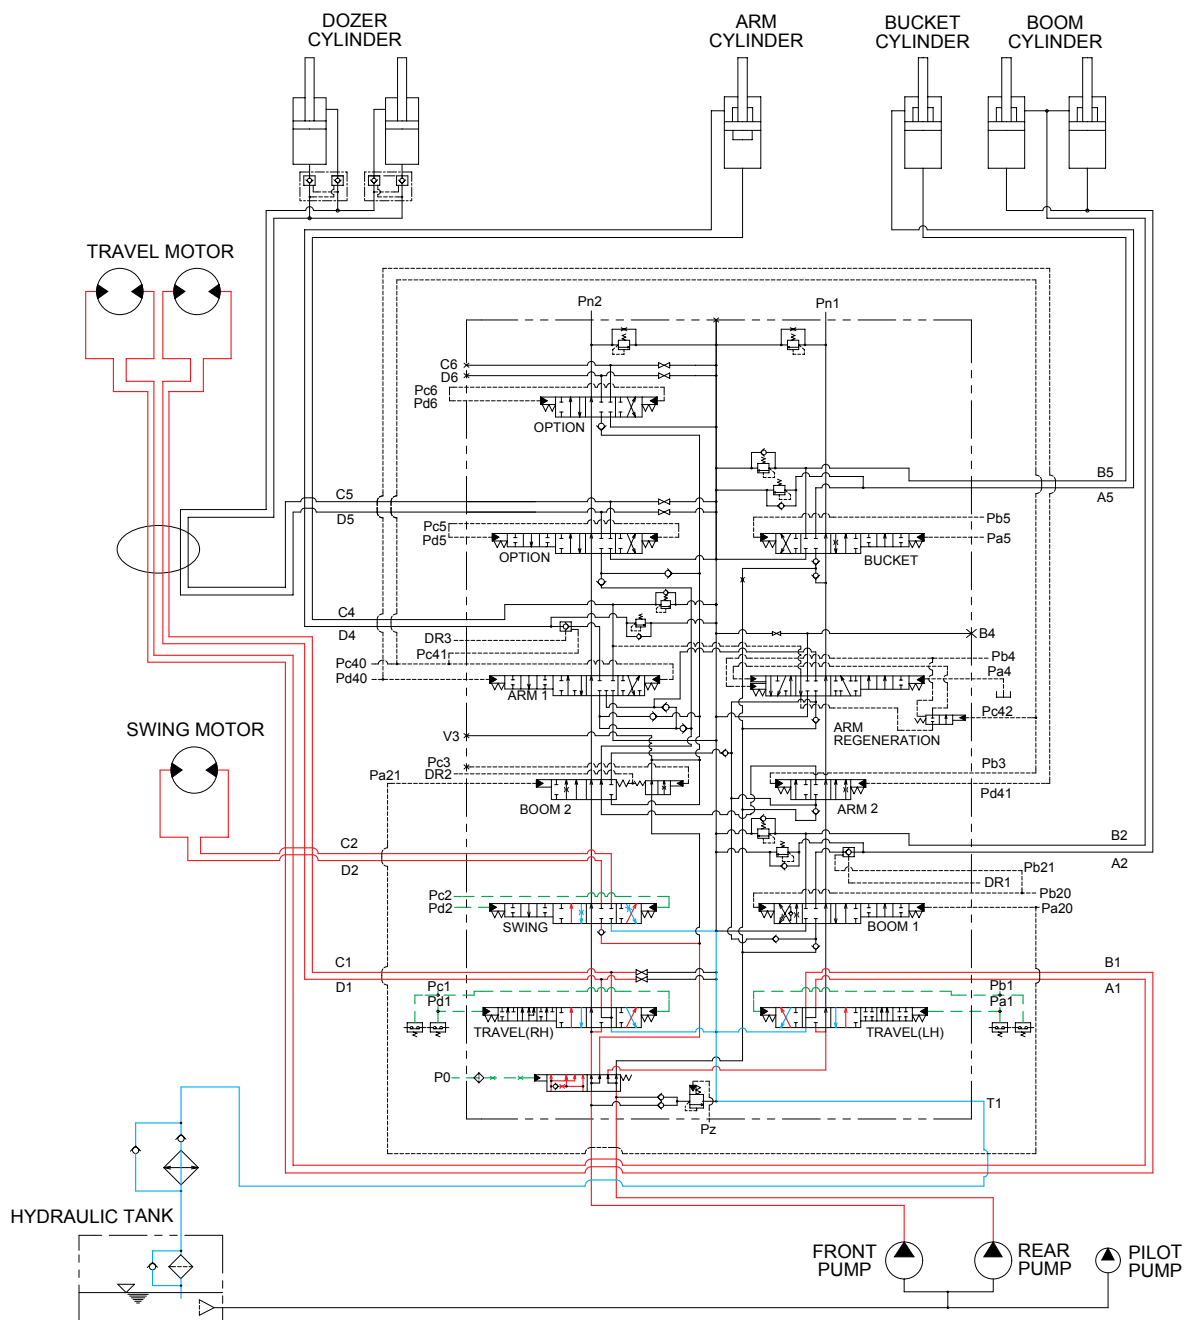 DOZER
CYLINDER
ARM
CYLINDER
BUCKET
CYLINDER
BOOM
CYLINDER
TRAVEL MOTOR
Pn2
Pn1
C6
D6
Pc6
Pd6
OPTION
B5
A5
C5
D5
Pc5
Pd5
OPTION
Pb5
Pa5
BUCKET
C4
D4
DR3
Pc41
Pc40
Pd40
ARM 1
B4
Pb4
Pa4
Pc42
ARM
REGENERATION
SWING MOTOR
V3
Pc3
DR2
Pa21
BOOM 2
Pb3
Pd41
ARM 2
C2
D2
B2
A2
Pb21
DR1
Pc2
Pd2
SWING
Pb20
Pa20
BOOM 1
C1
D1
B1
A1
Pc1
Pd1
TRAVEL(RH)
Pb1
Pa1
TRAVEL(LH)
P0
Pz
T1
HYDRAULIC TANK
FRONT
PUMP
REAR
PUMP
PILOT
PUMP